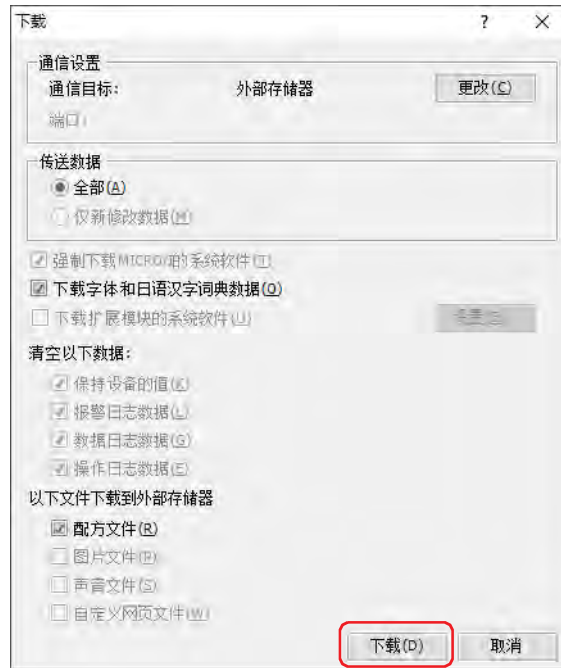 下载 ? ×
通信设置
通信目标: 外部存储器 更改(C)
端口:
传送数据
全部(A)
仅新修改数据(M)
强制下载MICRO/I的系统软件(T)
下载字体和日语汉字词典数据(O)
下载扩展模块的系统软件(U)
清空以下数据:
保持设备的值(K)
报警日志数据(L)
数据日志数据(G)
操作日志数据(E)
以下文件下载到外部存储器
配方文件(R)
图片文件(P)
声音文件(S)
自定义网页文件(W)
下载(D) 取消